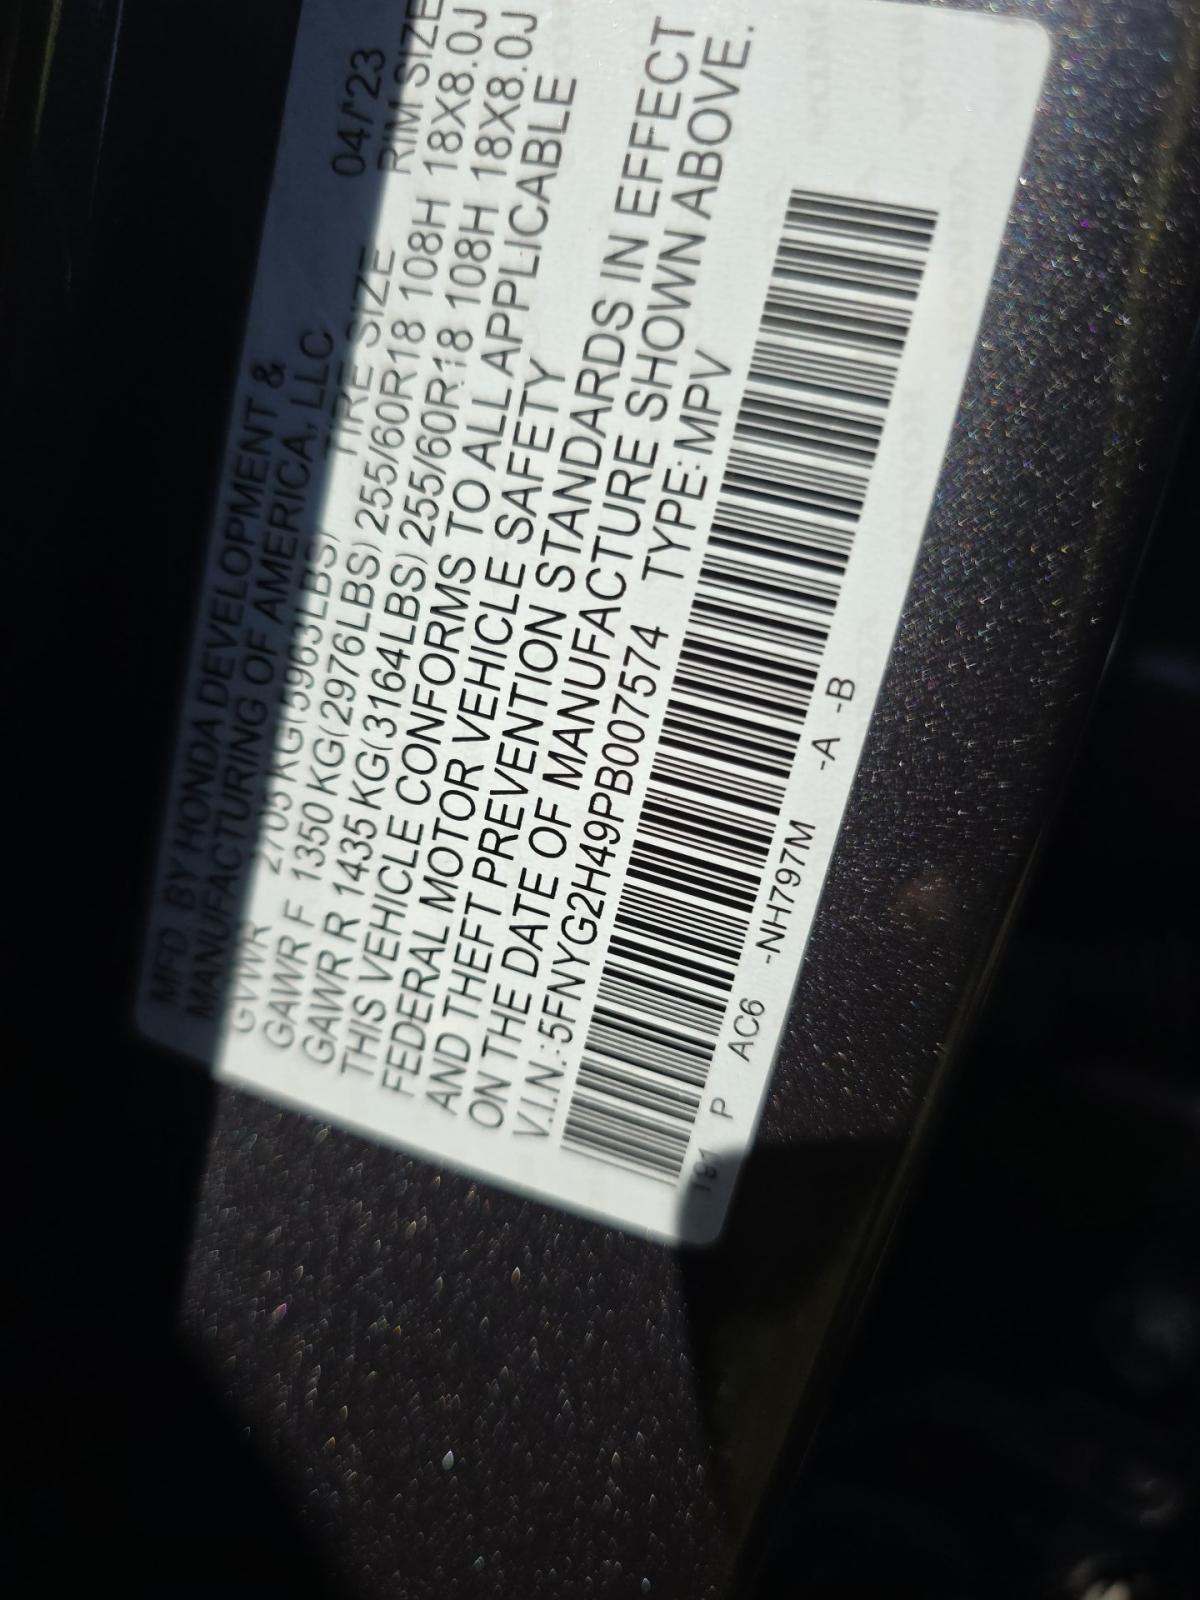 MFD BY HONDA DEVELOPMENT &
MANUFACTURING OF AMERICA, LLC 04/'23
GVWR 2705 KG(5963LBS) TIRE SIZE RIM SIZE
GAWR F 1350 KG(2976LBS) 255/60R18 108H 18X8.0J
GAWR R 1435 KG(3164LBS) 255/60R18 108H 18X8.0J
THIS VEHICLE CONFORMS TO ALL APPLICABLE
FEDERAL MOTOR VEHICLE SAFETY
AND THEFT PREVENTION STANDARDS IN EFFECT
ON THE DATE OF MANUFACTURE SHOWN ABOVE.
V.I.N.: 5FNYG2H49PB007574 TYPE: MPV
P AC6 -NH797M -A -B